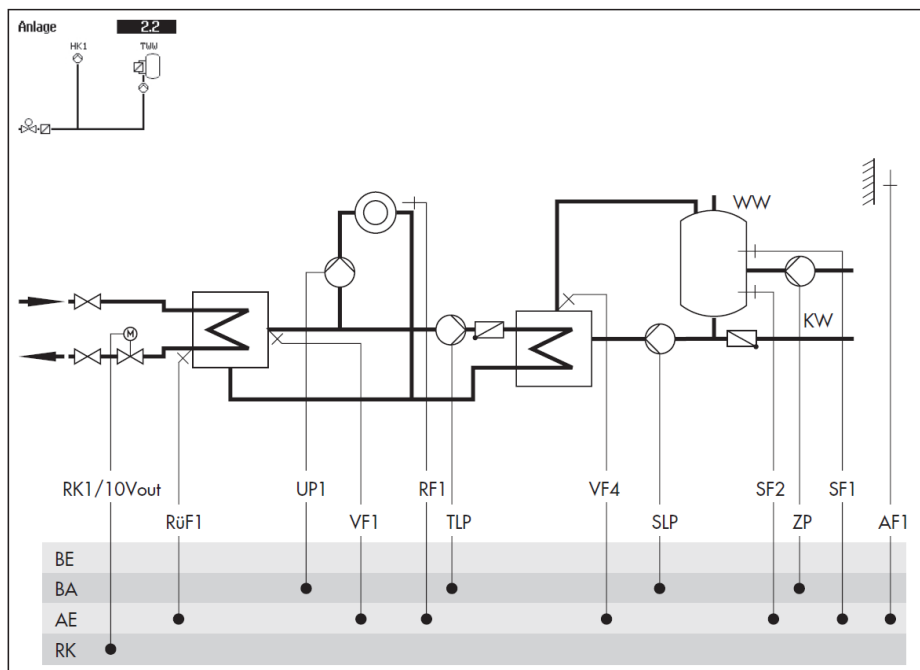 Anlage 2.2
HK1 TWW
WW
KW
M
RK1/10Vout UP1 RF1 VF4 SF2 SF1
RüF1 VF1 TLP SLP ZP AF1
BE
BA
AE
RK